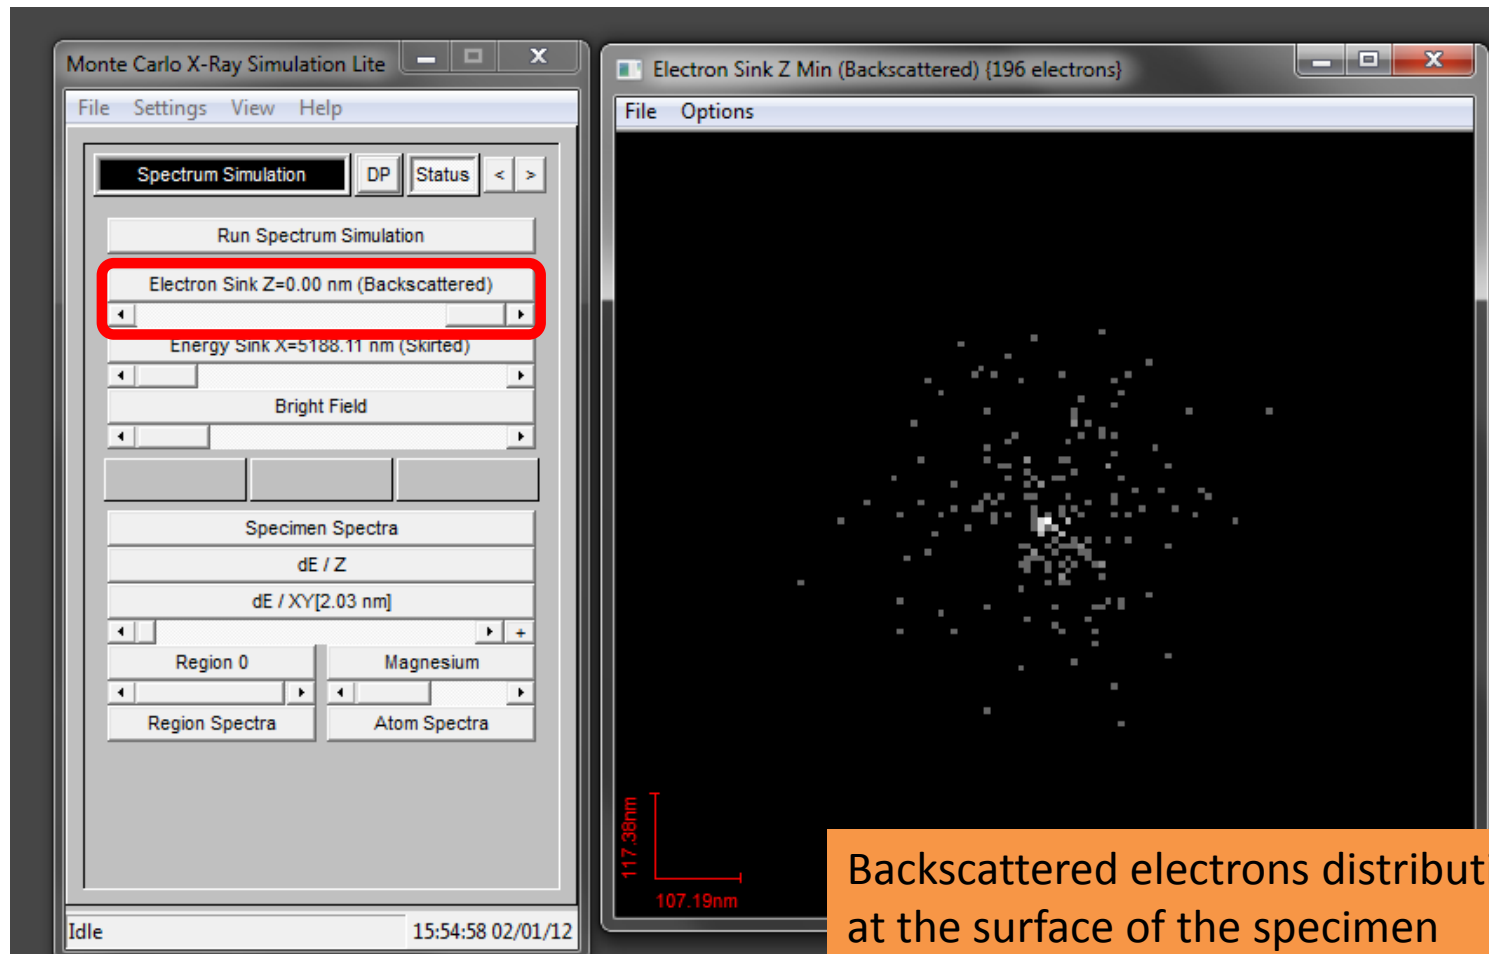 Monte Carlo X-Ray Simulation Lite
File Settings View Help
Spectrum Simulation DP Status < >
Run Spectrum Simulation
Electron Sink Z=0.00 nm (Backscattered)
Energy Sink X=5188.11 nm (Skirted)
Bright Field
Specimen Spectra
dE / Z
dE / XY[2.03 nm]
+
Region 0 Magnesium
Region Spectra Atom Spectra
Idle 15:54:58 02/01/12
Electron Sink Z Min (Backscattered) {196 electrons}
File Options
117.38nm
107.19nm
Backscattered electrons distribut
at the surface of the specimen